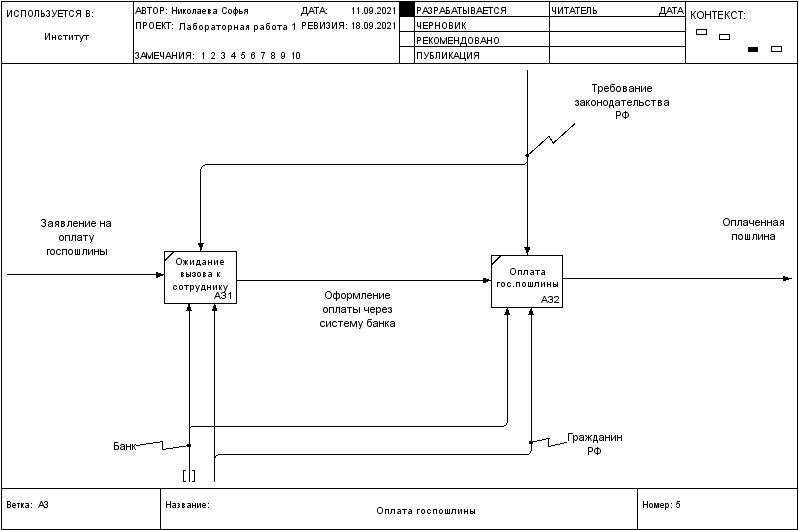 ИСПОЛЬЗУЕТСЯ В:
Институт
АВТОР: Николаева Софья ДАТА: 11.09.2021
ПРОЕКТ: Лабораторная работа 1 РЕВИЗИЯ: 18.09.2021
ЗАМЕЧАНИЯ: 1 2 3 4 5 6 7 8 9 10
РАЗРАБАТЫВАЕТСЯ
ЧЕРНОВИК
РЕКОМЕНДОВАНО
ПУБЛИКАЦИЯ
ЧИТАТЕЛЬ ДАТА
КОНТЕКСТ:
Требование
законодательства
РФ
Заявление на
оплату
госпошлины
Оплаченная
пошлина
Ожидание
вызова к
сотруднику
A31
Оплата
гос.пошлины
A32
Оформление
оплаты через
систему банка
Банк
Гражданин
РФ
Ветка: A3
Название:
Оплата госпошлины
Номер: 5